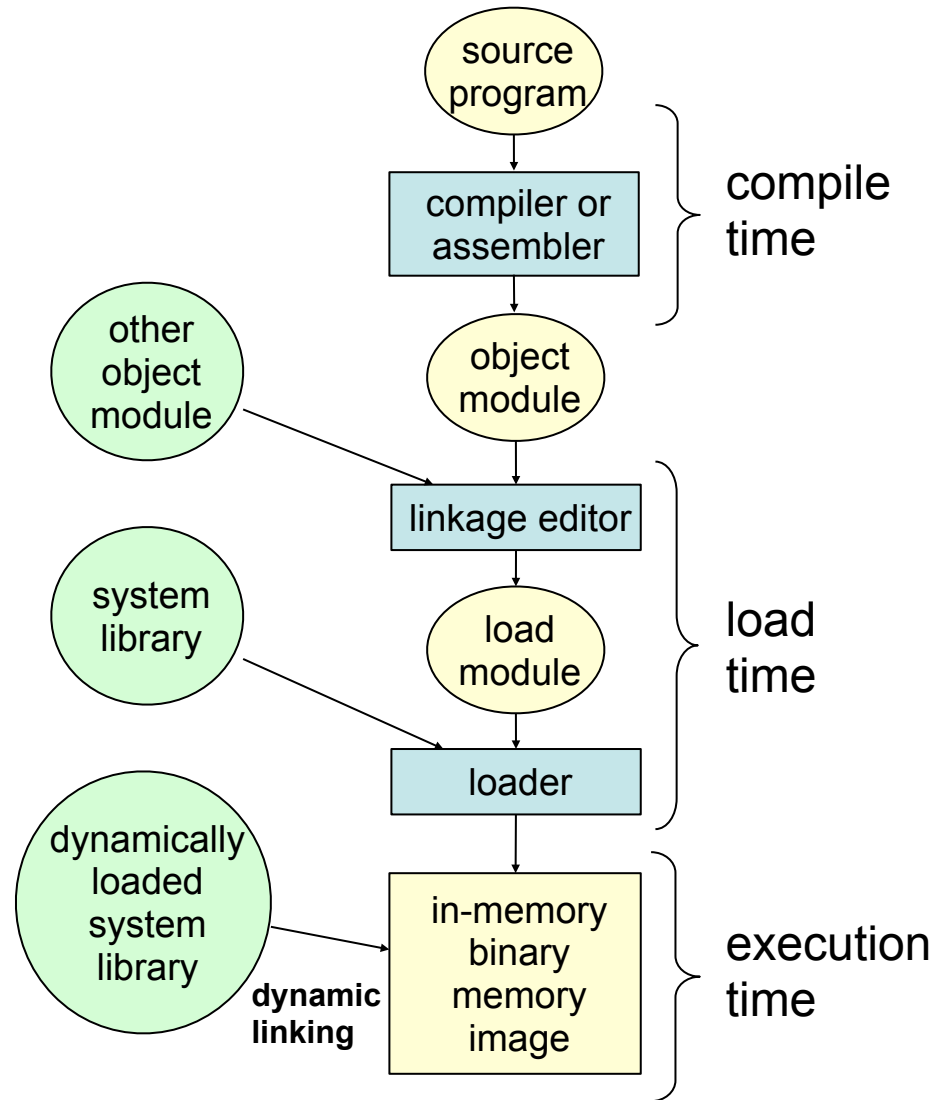 source
program
compiler or
assembler
compile
time
other
object
module
object
module
linkage editor
system
library
load
module
load
time
loader
dynamically
loaded
system
library
dynamic
linking
in-memory
binary
memory
image
execution
time